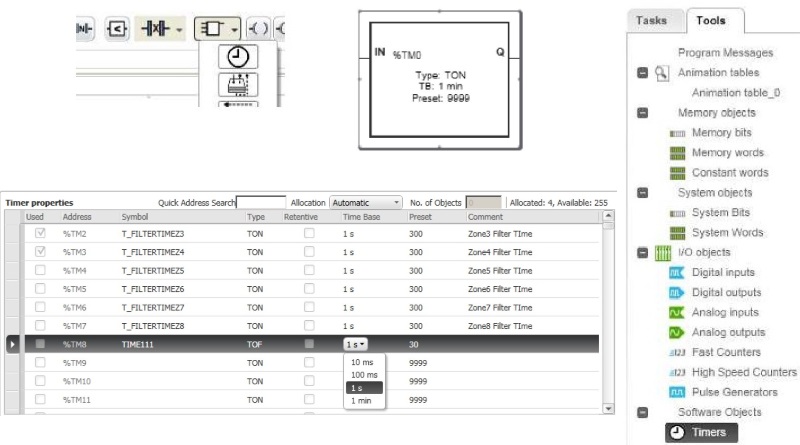 IN %TM0 Q
Type: TON
TB: 1 min
Preset: 9999
Tasks Tools
Program Messages
Animation tables
Animation table_0
Memory objects
Memory bits
Memory words
Constant words
System objects
System Bits
System Words
I/O objects
Digital inputs
Digital outputs
Analog inputs
Analog outputs
Fast Counters
High Speed Counters
Pulse Generators
Software Objects
Timers
Timer properties Quick Address Search Allocation Automatic No. of Objects 0 Allocated: 4, Available: 255
Used Address Symbol Type Retentive Time Base Preset Comment
%TM2 T_FILTERTIMEZ3 TON 1 s 300 Zone3 Filter TIme
%TM3 T_FILTERTIMEZ4 TON 1 s 300 Zone4 Filter TIme
%TM4 T_FILTERTIMEZ5 TON 1 s 300 Zone5 Filter TIme
%TM5 T_FILTERTIMEZ6 TON 1 s 300 Zone6 Filter TIme
%TM6 T_FILTERTIMEZ7 TON 1 s 300 Zone7 Filter TIme
%TM7 T_FILTERTIMEZ8 TON 1 s 300 Zone8 Filter TIme
%TM8 TIME111 TOF 1 s 30
%TM9 TON 10 ms 9999
100 ms
%TM10 TON 1 s 9999
%TM11 TON 1 min 9999